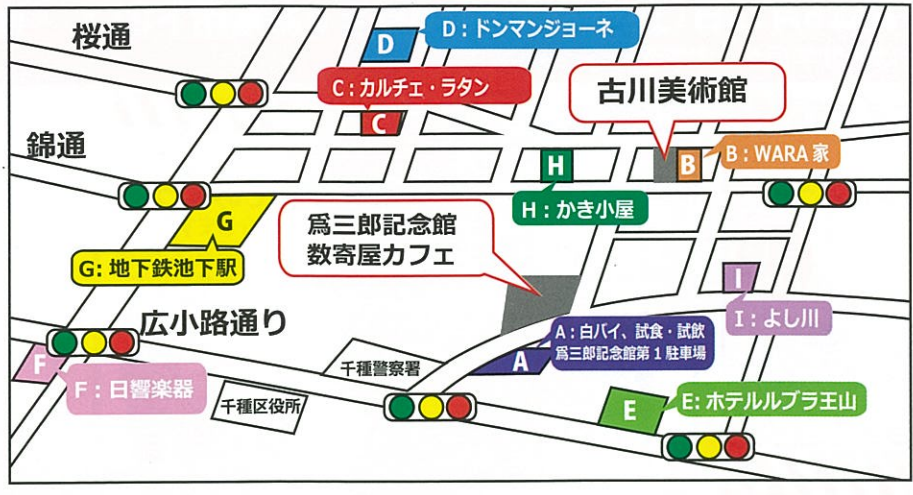 桜通
D
D：ドンマンジョーネ
C：カルチェ・ラタン
C
古川美術館
錦通
H
B
B：WARA 家
H：かき小屋
G
爲三郎記念館
数寄屋カフェ
G: 地下鉄池下駅
I
I：よし川
広小路通り
A：白バイ、試食・試飲
爲三郎記念館第１駐車場
A
千種警察署
F
F：日響楽器
千種区役所
E
E: ホテルルブラ王山